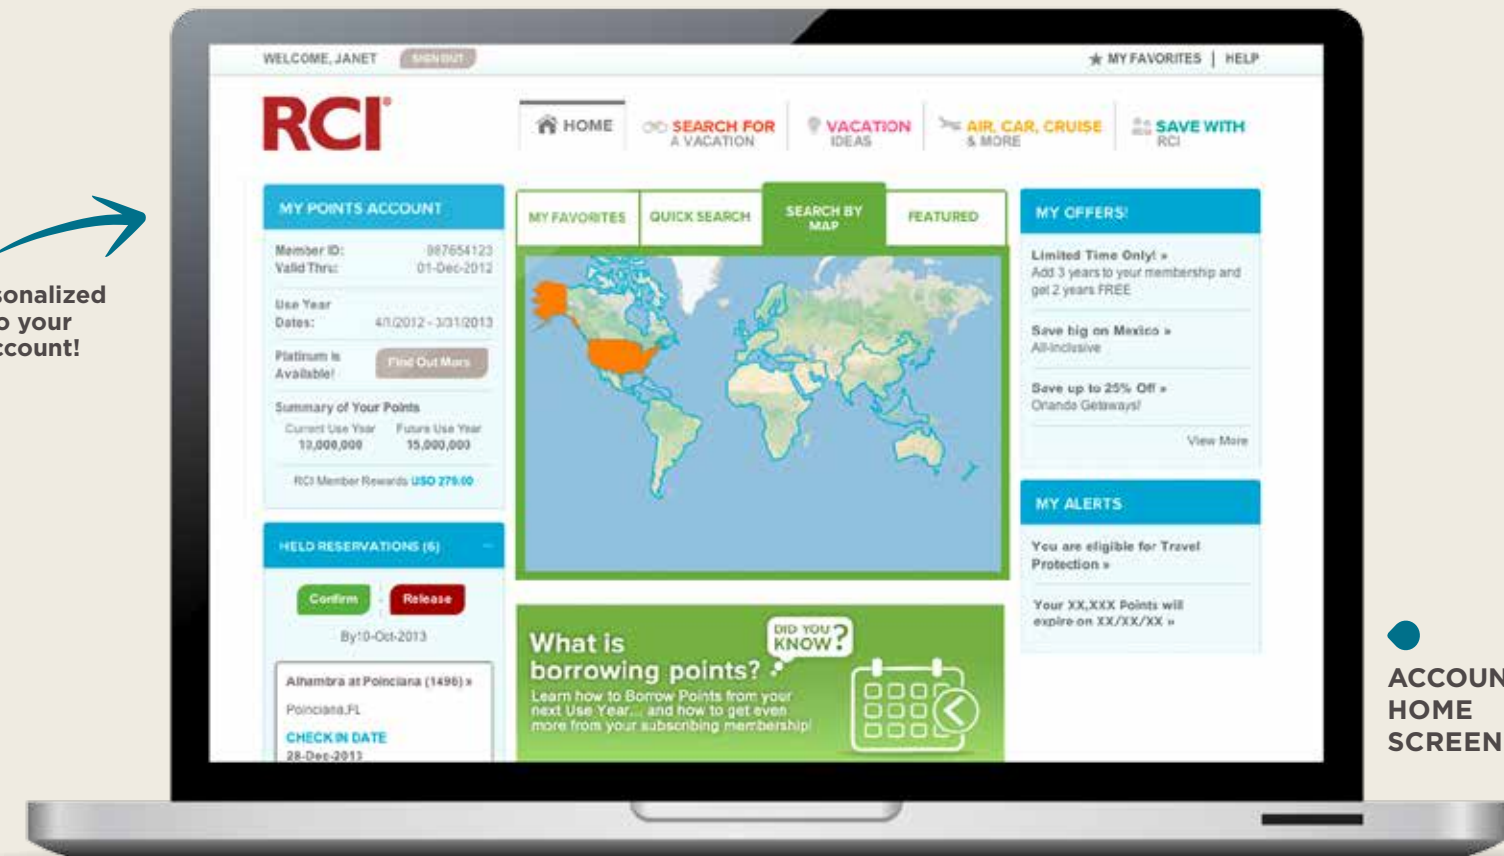 WELCOME, JANET
SIGN OUT
★ MY FAVORITES | HELP
RCI®
HOME
SEARCH FOR
A VACATION
VACATION
IDEAS
AIR, CAR, CRUISE
& MORE
SAVE WITH
RCI
MY POINTS ACCOUNT
Member ID: 987654123
Valid Thru: 01-Dec-2012
Use Year
Dates: 4/1/2012 - 3/31/2013
Platinum is
Available!
Find Out More
Summary of Your Points
Current Use Year Future Use Year
10,000,000 15,000,000
RCI Member Rewards USD 276.00
HELD RESERVATIONS (6)
Confirm
Release
By10-Oct-2013
Alhambra at Poinciana (1496) »
Poinciana,FL
CHECK IN DATE
28-Dec-2013
MY FAVORITES
QUICK SEARCH
SEARCH BY
MAP
FEATURED
What is
borrowing points?
DID YOU
KNOW?
Learn how to Borrow Points from your
next Use Year... and how to get even
more from your subscribing membership!
MY OFFERS!
Limited Time Only! »
Add 3 years to your membership and
get 2 years FREE
Save big on Mexico »
All-Inclusive
Save up to 25% Off »
Orlando Getaways!
View More
MY ALERTS
You are eligible for Travel
Protection »
Your XX,XXX Points will
expire on XX/XX/XX »
sonalized
o your
ccount!
ACCOUN
HOME
SCREEN